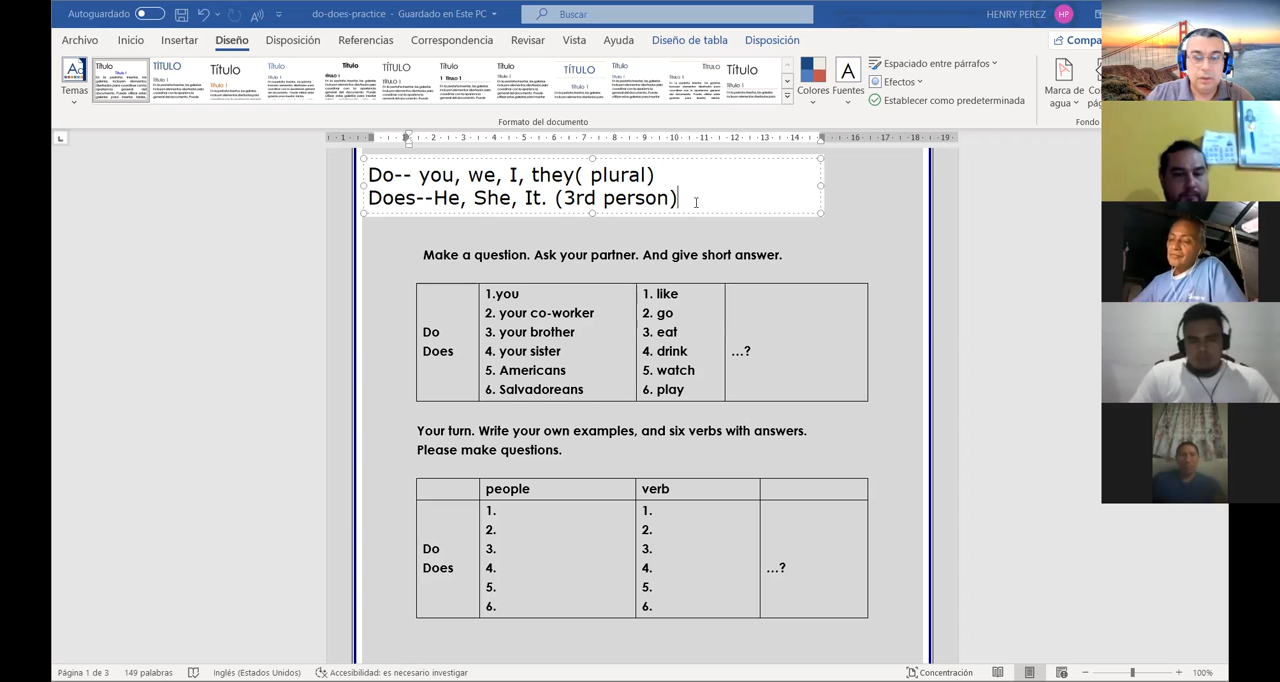 Autoguardado
do-does-practice - Guardado en Este PC
Buscar
HENRY PEREZ
HP
Archivo Inicio Insertar Diseño Disposición Referencias Correspondencia Revisar Vista Ayuda Diseño de tabla Disposición
Compa
Temas
Título
TÍTULO
Título
Título
Título
TÍTULO
TÍTULO
Título
Colores
Fuentes
Espaciado entre párrafos
Efectos
Establecer como predeterminada
Marca de agua
Formato del documento
Fondo
Do-- you, we, I, they( plural)
Does--He, She, It. (3rd person)
Make a question. Ask your partner. And give short answer.
1.you 1. like
2. your co-worker 2. go
Do 3. your brother 3. eat
Does 4. your sister 4. drink ...?
5. Americans 5. watch
6. Salvadoreans 6. play
Your turn. Write your own examples, and six verbs with answers.
Please make questions.
people verb
1. 1.
2. 2.
Do 3. 3.
Does 4. 4. ...?
5. 5.
6. 6.
Página 1 de 3 149 palabras Inglés (Estados Unidos) Accesibilidad: es necesario investigar Concentración 100%